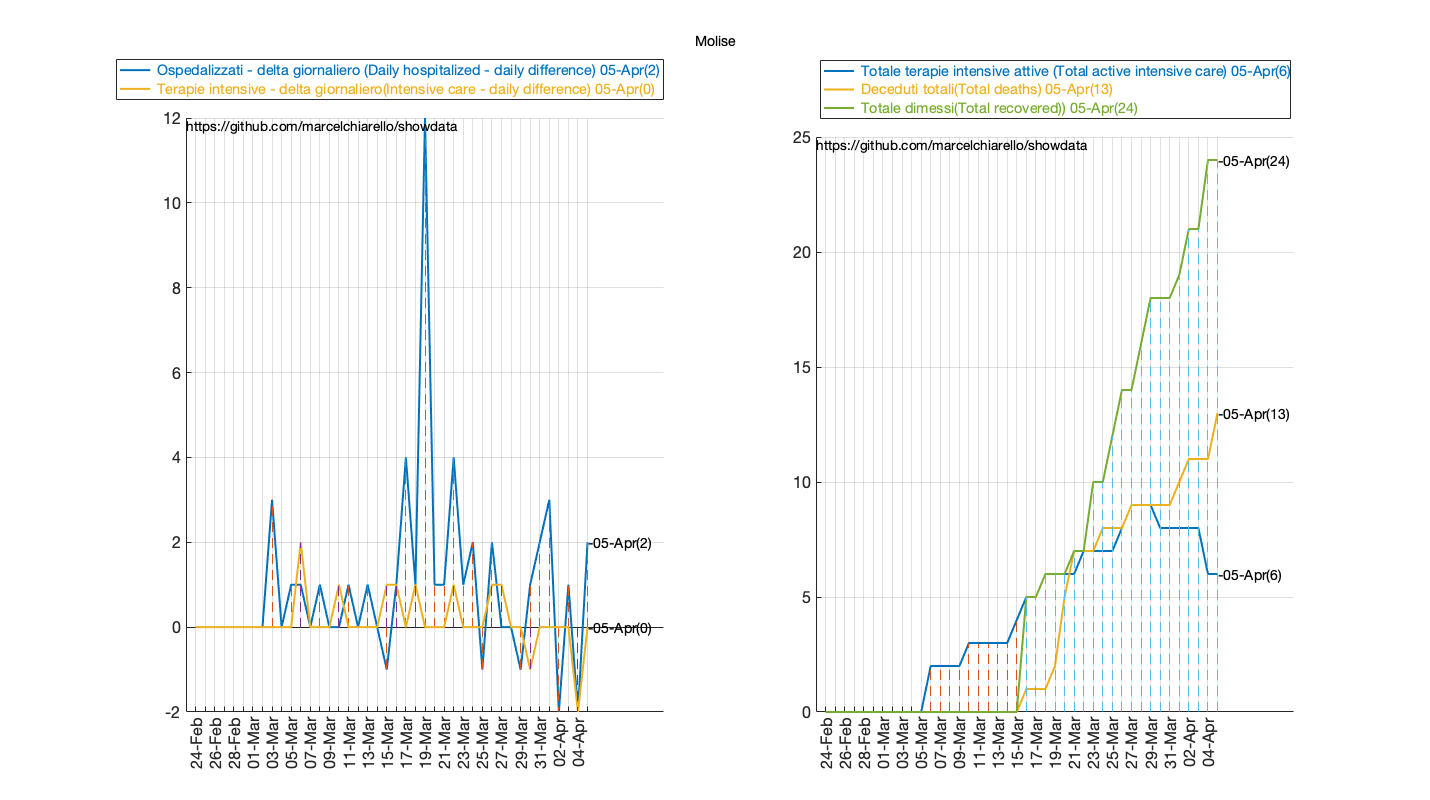 Molise
Ospedalizzati - delta giornaliero (Daily hospitalized - daily difference) 05-Apr(2)
Terapie intensive - delta giornaliero(Intensive care - daily difference) 05-Apr(0)
https://github.com/marcelchiarello/showdata
12
10
8
6
4
2
0
-2
-05-Apr(2)
-05-Apr(0)
24-Feb
26-Feb
28-Feb
01-Mar
03-Mar
05-Mar
07-Mar
09-Mar
11-Mar
13-Mar
15-Mar
17-Mar
19-Mar
21-Mar
23-Mar
25-Mar
27-Mar
29-Mar
31-Mar
02-Apr
04-Apr
Totale terapie intensive attive (Total active intensive care) 05-Apr(6)
Deceduti totali(Total deaths) 05-Apr(13)
Totale dimessi(Total recovered)) 05-Apr(24)
https://github.com/marcelchiarello/showdata
25
20
15
10
5
0
-05-Apr(24)
-05-Apr(13)
-05-Apr(6)
24-Feb
26-Feb
28-Feb
01-Mar
03-Mar
05-Mar
07-Mar
09-Mar
11-Mar
13-Mar
15-Mar
17-Mar
19-Mar
21-Mar
23-Mar
25-Mar
27-Mar
29-Mar
31-Mar
02-Apr
04-Apr